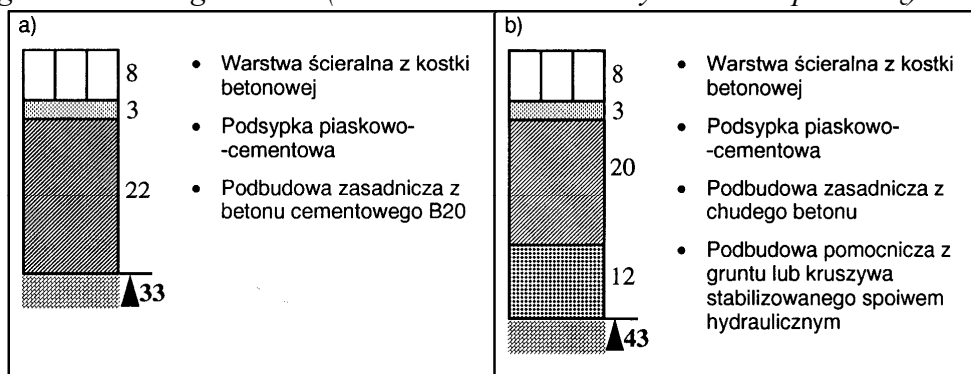 a)
8
3
22
33
• Warstwa ścieralna z kostki
betonowej
• Podsypka piaskowo-
-cementowa
• Podbudowa zasadnicza z
betonu cementowego B20
b)
8
3
20
12
43
• Warstwa ścieralna z kostki
betonowej
• Podsypka piaskowo-
-cementowa
• Podbudowa zasadnicza z
chudego betonu
• Podbudowa pomocnicza z
gruntu lub kruszywa
stabilizowanego spoiwem
hydraulicznym